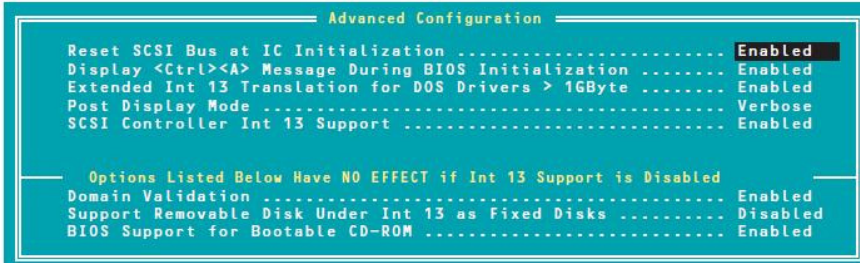 Advanced Configuration
Reset SCSI Bus at IC Initialization ......................... Enabled
Display <Ctrl><A> Message During BIOS Initialization ........ Enabled
Extended Int 13 Translation for DOS Drivers > 1GByte ........ Enabled
Post Display Mode ........................................... Verbose
SCSI Controller Int 13 Support .............................. Enabled
Options Listed Below Have NO EFFECT if Int 13 Support is Disabled
Domain Validation ........................................... Enabled
Support Removable Disk Under Int 13 as Fixed Disks .......... Disabled
BIOS Support for Bootable CD-ROM ............................ Enabled